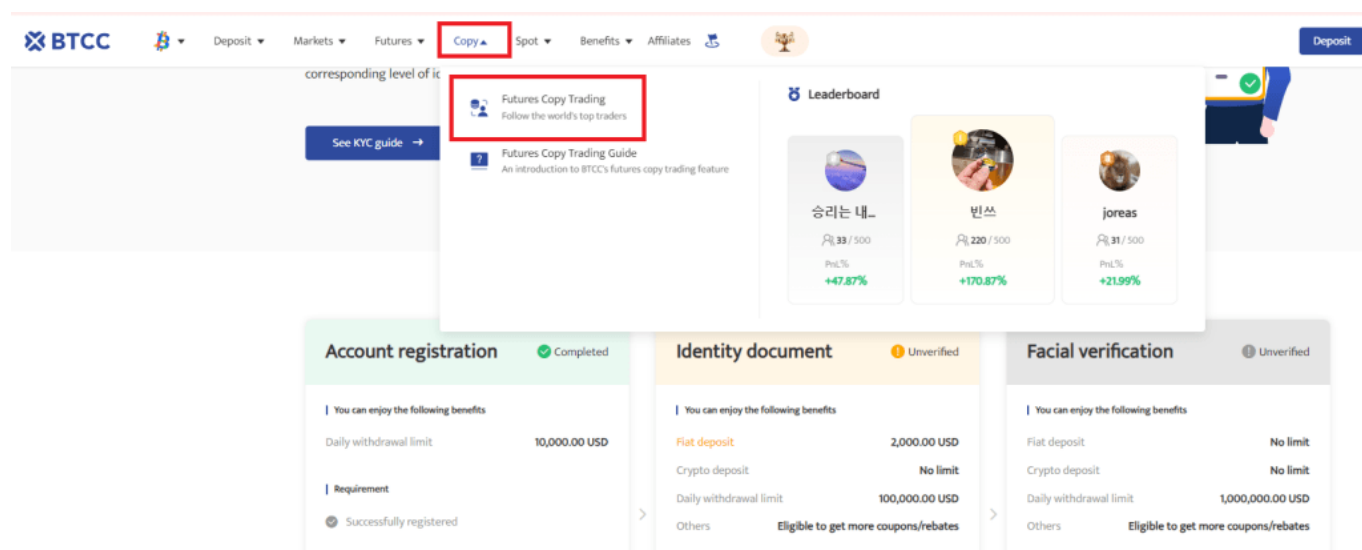 BTCC
Deposit
Markets
Futures
Copy
Spot
Benefits
Affiliates
Deposit
corresponding level of
See KYC guide →
Futures Copy Trading
Follow the world's top traders
Futures Copy Trading Guide
An introduction to BTCC's futures copy trading feature
Leaderboard
승리는 내...
33 / 500
PnL%
+47.87%
빈쓰
220 / 500
PnL%
+170.87%
joreas
31 / 500
PnL%
+21.99%
Account registration
Completed
You can enjoy the following benefits
Daily withdrawal limit 10,000.00 USD
Requirement
Successfully registered
Identity document
Unverified
You can enjoy the following benefits
Fiat deposit 2,000.00 USD
Crypto deposit No limit
Daily withdrawal limit 100,000.00 USD
Others Eligible to get more coupons/rebates
Facial verification
Unverified
You can enjoy the following benefits
Fiat deposit No limit
Crypto deposit No limit
Daily withdrawal limit 1,000,000.00 USD
Others Eligible to get more coupons/rebates